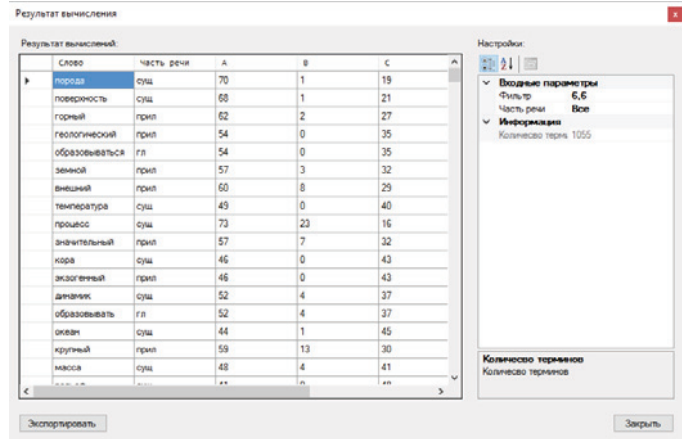 Результат вычисления
Результат вычислений:
Слово часть речи A B C
порода сущ 70 1 19
поверхность сущ 68 1 21
горный прил 62 2 27
геологический прил 54 0 35
образовываться гл 54 0 35
земной прил 57 3 32
внешний прил 60 8 29
температура сущ 49 0 40
процесс сущ 73 23 16
значительный прил 57 7 32
кора сущ 46 0 43
экзогенный прил 46 0 43
динамик сущ 52 4 37
образовывать гл 52 4 37
океан сущ 44 1 45
крупный прил 59 13 30
масса сущ 48 4 41
Экспортировать
Настройки:
Входные параметры
Фильтр 6,6
Часть речи Все
Информация
Количесво терми 1055
Количесво терминов
Количесво терминов
Закрыть